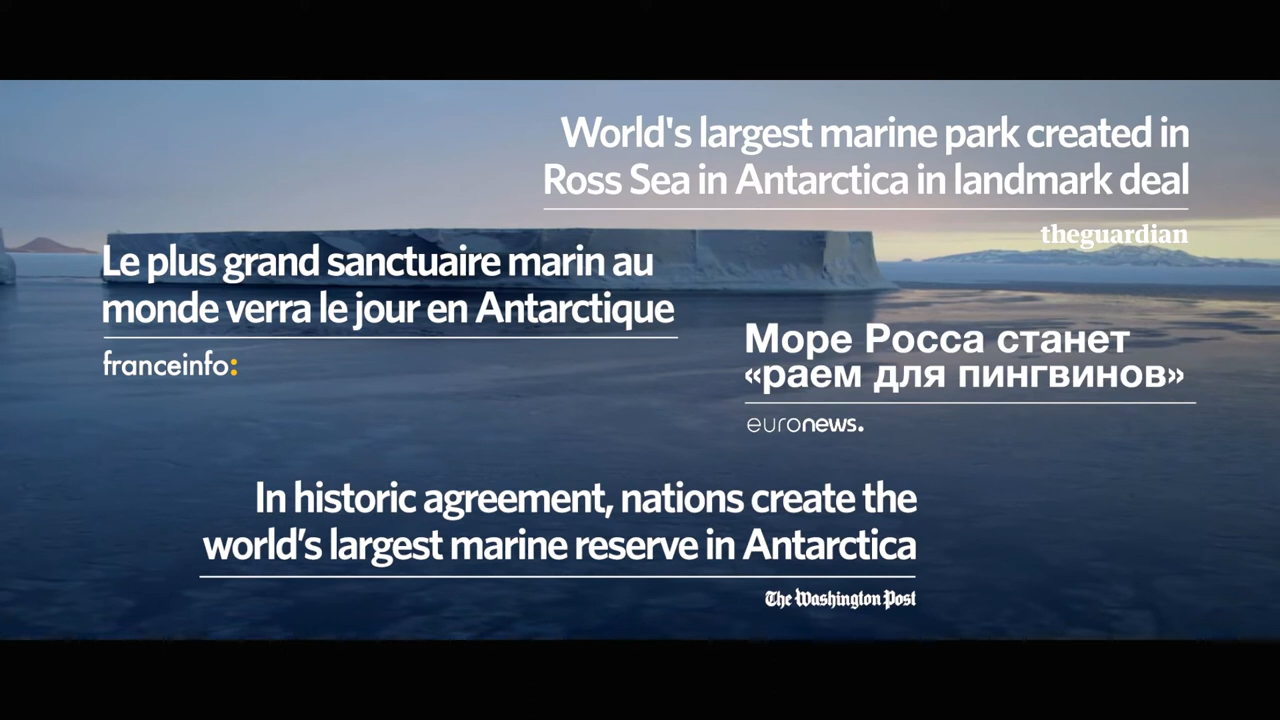 World's largest marine park created in
Ross Sea in Antarctica in landmark deal
theguardian
Le plus grand sanctuaire marin au
monde verra le jour en Antarctique
franceinfo:
Море Росса станет
«раем для пингвинов»
euronews.
In historic agreement, nations create the
world’s largest marine reserve in Antarctica
The Washington Post